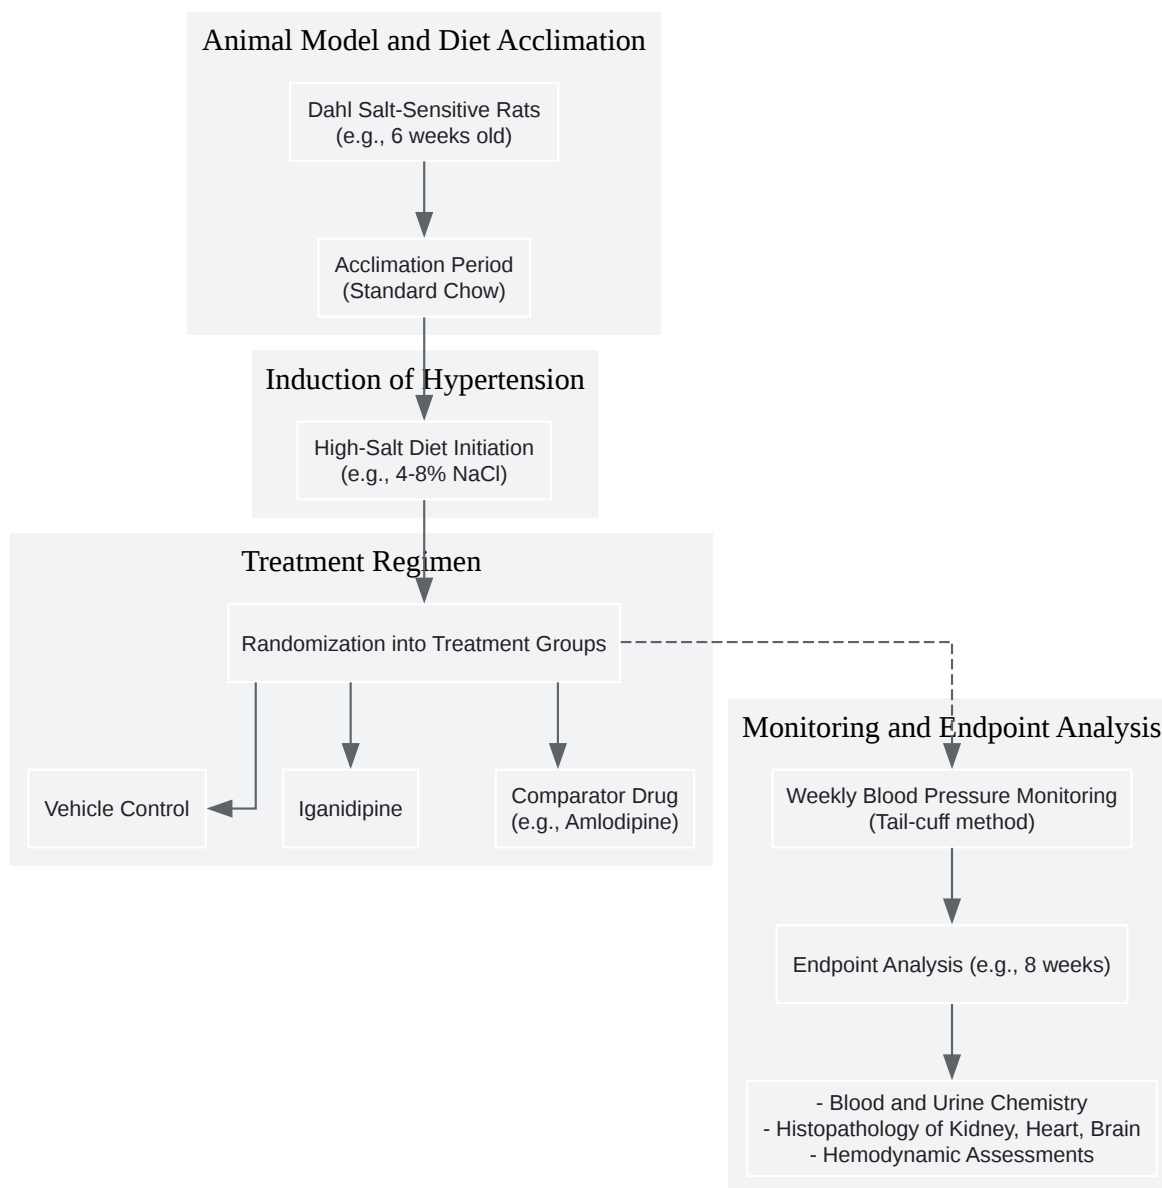 Animal Model and Diet Acclimation
Dahl Salt-Sensitive Rats
(e.g., 6 weeks old)
Acclimation Period
(Standard Chow)
Induction of Hypertension
High-Salt Diet Initiation
(e.g., 4-8% NaCl)
Treatment Regimen
Randomization into Treatment Groups
Vehicle Control
Iganidipine
Comparator Drug
(e.g., Amlodipine)
Monitoring and Endpoint Analysis
Weekly Blood Pressure Monitoring
(Tail-cuff method)
Endpoint Analysis (e.g., 8 weeks)
- Blood and Urine Chemistry
- Histopathology of Kidney, Heart, Brain
- Hemodynamic Assessments